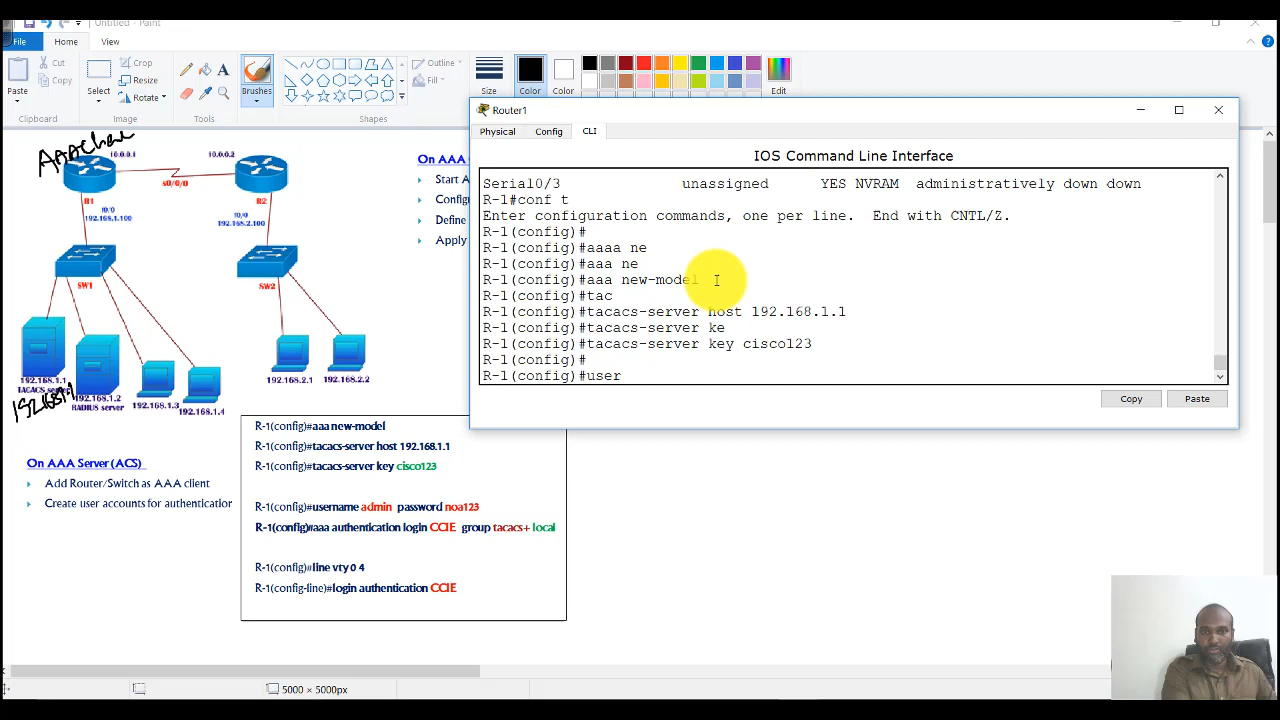 Untitled - Paint
File
Home
View
Paste
Cut
Copy
Clipboard
Select
Crop
Resize
Rotate
Image
Tools
Brushes
Outline
Fill
Shapes
Size
Color
Color
Edit
Router1
Physical
Config
CLI
IOS Command Line Interface
Serial0/3 unassigned YES NVRAM administratively down down
R-1#conf t
Enter configuration commands, one per line. End with CNTL/Z.
R-1(config)#
R-1(config)#aaaa ne
R-1(config)#aaa ne
R-1(config)#aaa new-model
R-1(config)#tac
R-1(config)#tacacs-server host 192.168.1.1
R-1(config)#tacacs-server ke
R-1(config)#tacacs-server key cisco123
R-1(config)#
R-1(config)#user
Copy
Paste
On AAA
Start A
Config
Define
Apply
10.0.0.1
10.0.0.2
R1
s0/0/0
R2
f0/0
192.168.1.100
f0/0
192.168.2.100
SW1
SW2
192.168.1.1
TACACS server
192.168.1.2
RADIUS server
192.168.1.3
192.168.1.4
192.168.2.1
192.168.2.2
On AAA Server (ACS)
Add Router/Switch as AAA client
Create user accounts for authentication
R-1(config)#aaa new-model
R-1(config)#tacacs-server host 192.168.1.1
R-1(config)#tacacs-server key cisco123
R-1(config)#username admin password noa123
R-1(config)#aaa authentication login CCIE group tacacs+ local
R-1(config)#line vty 0 4
R-1(config-line)#login authentication CCIE
5000 × 5000px